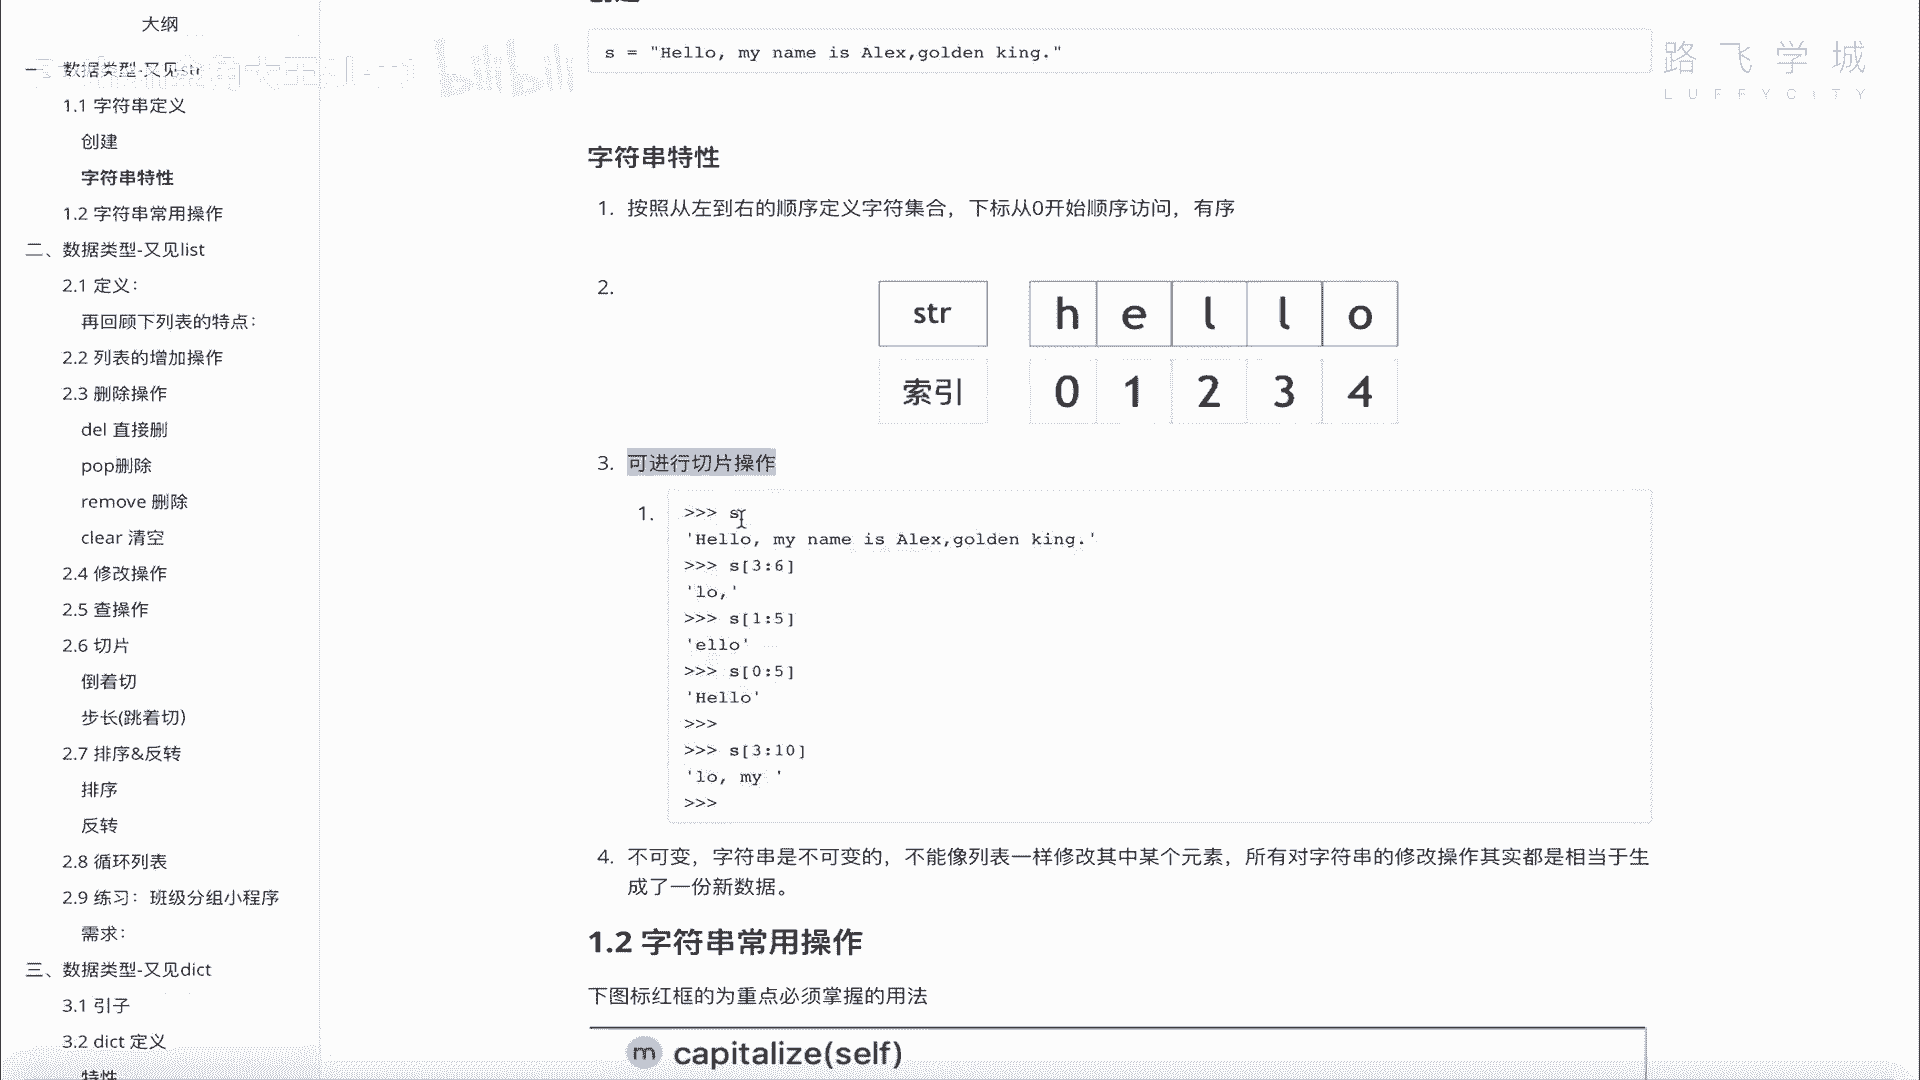 大纲
一、数据类型-又见str
1.1 字符串定义
创建
字符串特性
1.2 字符串常用操作
二、数据类型-又见list
2.1 定义：
再回顾下列表的特点：
2.2 列表的增加操作
2.3 删除操作
del 直接删
pop删除
remove 删除
clear 清空
2.4 修改操作
2.5 查操作
2.6 切片
倒着切
步长(跳着切)
2.7 排序&反转
排序
反转
2.8 循环列表
2.9 练习：班级分组小程序
需求：
三、数据类型-又见dict
3.1 引子
3.2 dict 定义
特性
bilibili
路飞学城
LUFFYCITY
s = "Hello, my name is Alex,golden king."
字符串特性
1. 按照从左到右的顺序定义字符集合，下标从0开始顺序访问，有序
2.
str h e l l o
索引 0 1 2 3 4
3. 可进行切片操作
1. >>> s
'Hello, my name is Alex,golden king.'
>>> s[3:6]
'lo,'
>>> s[1:5]
'ello'
>>> s[0:5]
'Hello'
>>>
>>> s[3:10]
'lo, my '
>>>
4. 不可变，字符串是不可变的，不能像列表一样修改其中某个元素，所有对字符串的修改操作其实都是相当于生
成了一份新数据。
1.2 字符串常用操作
下图标红框的为重点必须掌握的用法
m capitalize(self)